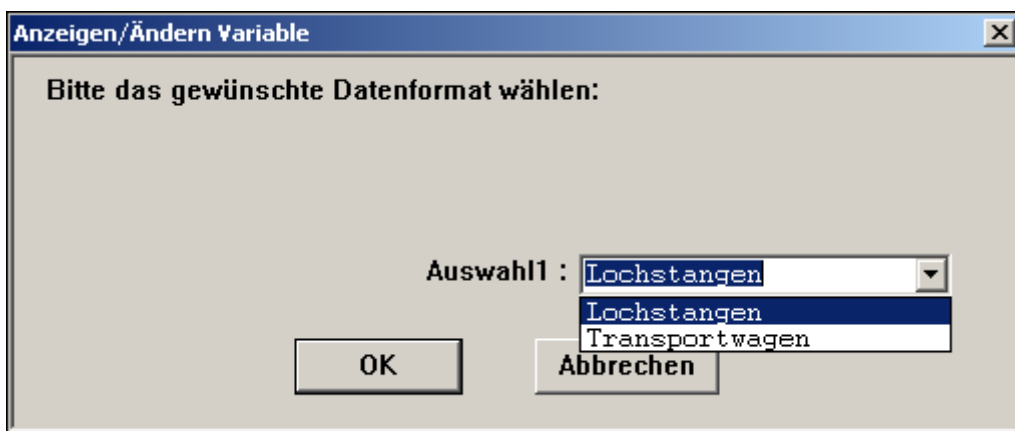 Anzeigen/Ändern Variable
Bitte das gewünschte Datenformat wählen:
Auswahl1 : Lochstangen
Lochstangen
Transportwagen
OK Abbrechen